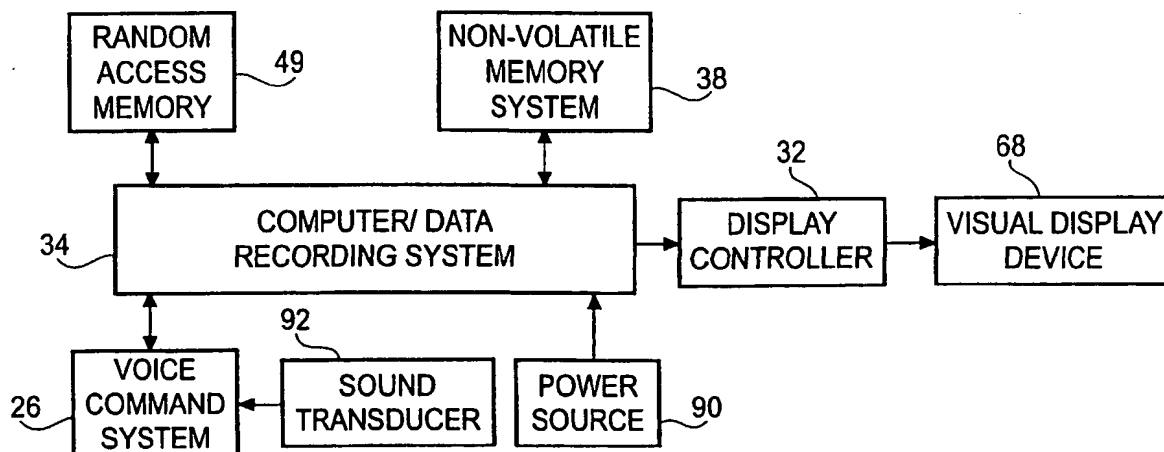 RANDOM
ACCESS
MEMORY
49
NON-VOLATILE
MEMORY
SYSTEM
38
COMPUTER/ DATA
RECORDING SYSTEM
34
32
DISPLAY
CONTROLLER
68
VISUAL DISPLAY
DEVICE
VOICE
COMMAND
SYSTEM
26
92
SOUND
TRANSDUCER
POWER
SOURCE
90